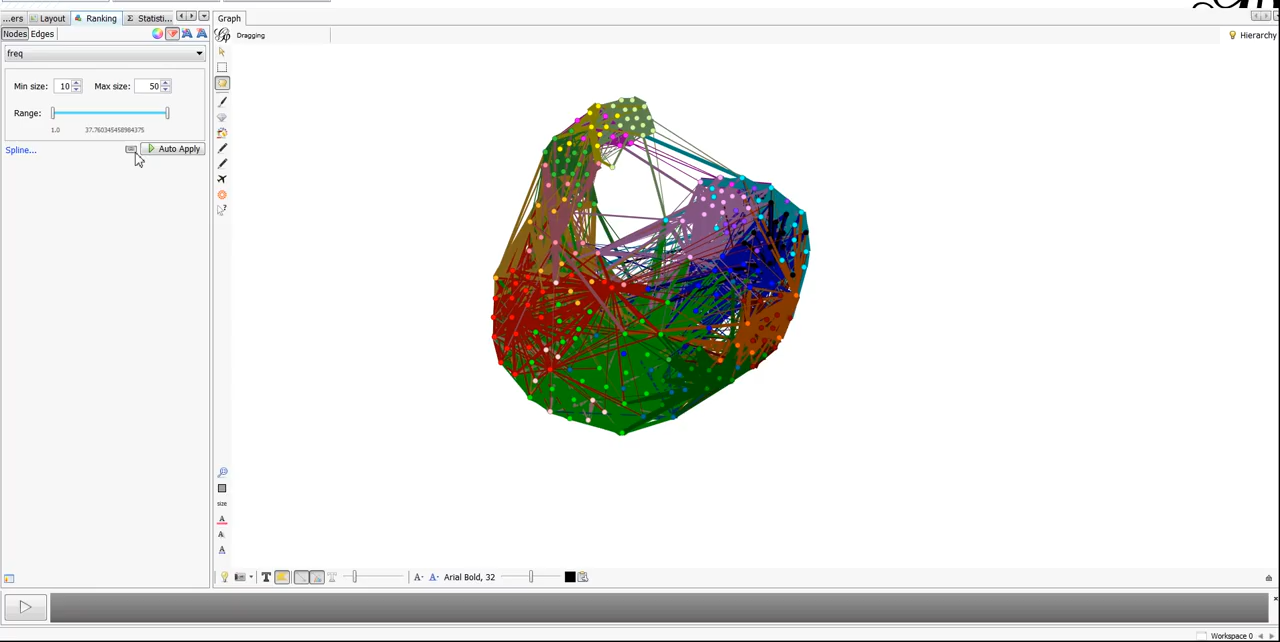 ...ers Layout Ranking Σ Statisti... Graph
Nodes Edges Dragging Hierarchy
freq
Min size: 10 Max size: 50
Range:
1.0 37.760345458984375
Spline... Auto Apply
size
A
A
A
T A- A- Arial Bold, 32
Workspace 0